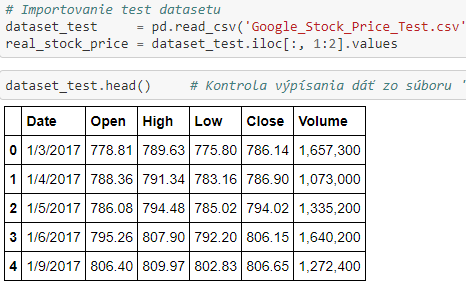 # Importovanie test datasetu
dataset_test = pd.read_csv('Google_Stock_Price_Test.csv'
real_stock_price = dataset_test.iloc[:, 1:2].values
dataset_test.head() # Kontrola výpísania dát zo súboru '
Date Open High Low Close Volume
0 1/3/2017 778.81 789.63 775.80 786.14 1,657,300
1 1/4/2017 788.36 791.34 783.16 786.90 1,073,000
2 1/5/2017 786.08 794.48 785.02 794.02 1,335,200
3 1/6/2017 795.26 807.90 792.20 806.15 1,640,200
4 1/9/2017 806.40 809.97 802.83 806.65 1,272,400